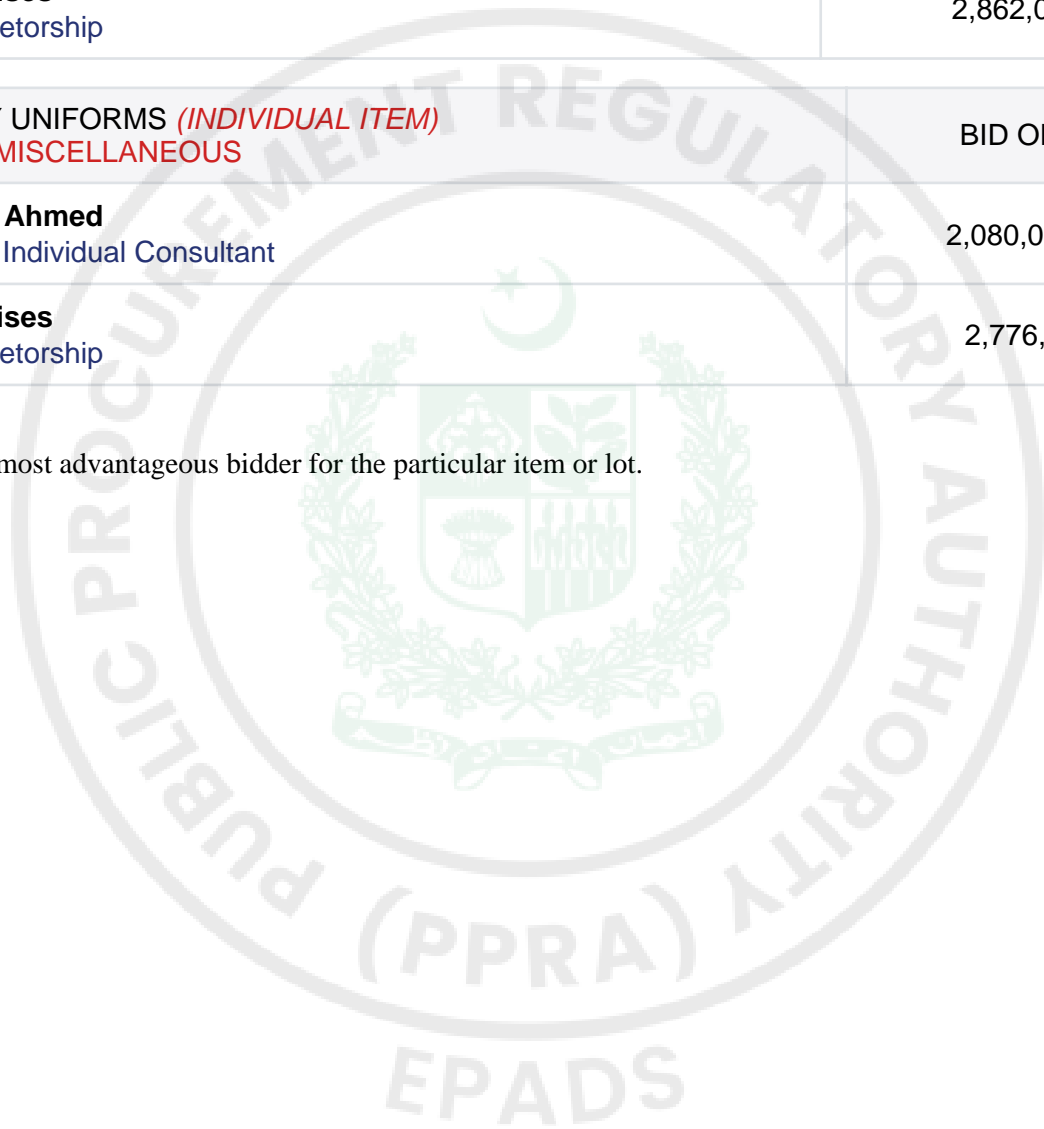 etorship
2,862,0
Y UNIFORMS (INDIVIDUAL ITEM)
MISCELLANEOUS
BID O
Ahmed
Individual Consultant
2,080,0
ises
etorship
2,776,
most advantageous bidder for the particular item or lot.
PUBLIC PROCUREMENT REGULATORY AUTHORITY
(PPRA)
EPADS